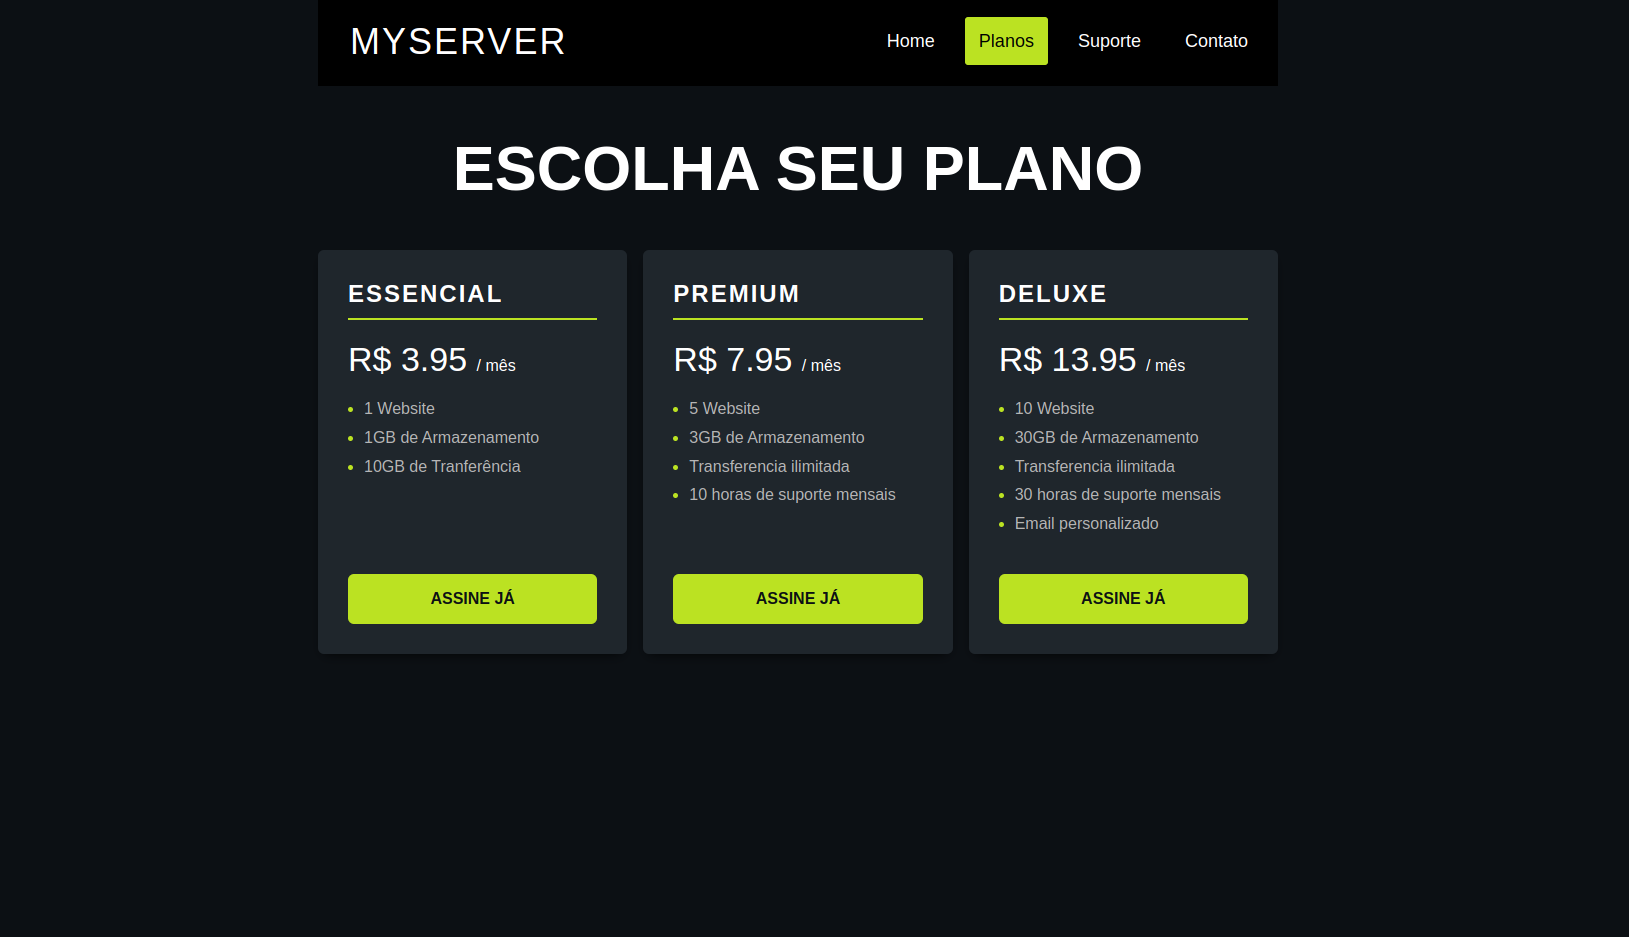 MYSERVER
Home Planos Suporte Contato
ESCOLHA SEU PLANO
ESSENCIAL
R$ 3.95 / mês
1 Website
1GB de Armazenamento
10GB de Tranferência
ASSINE JÁ
PREMIUM
R$ 7.95 / mês
5 Website
3GB de Armazenamento
Transferencia ilimitada
10 horas de suporte mensais
ASSINE JÁ
DELUXE
R$ 13.95 / mês
10 Website
30GB de Armazenamento
Transferencia ilimitada
30 horas de suporte mensais
Email personalizado
ASSINE JÁ